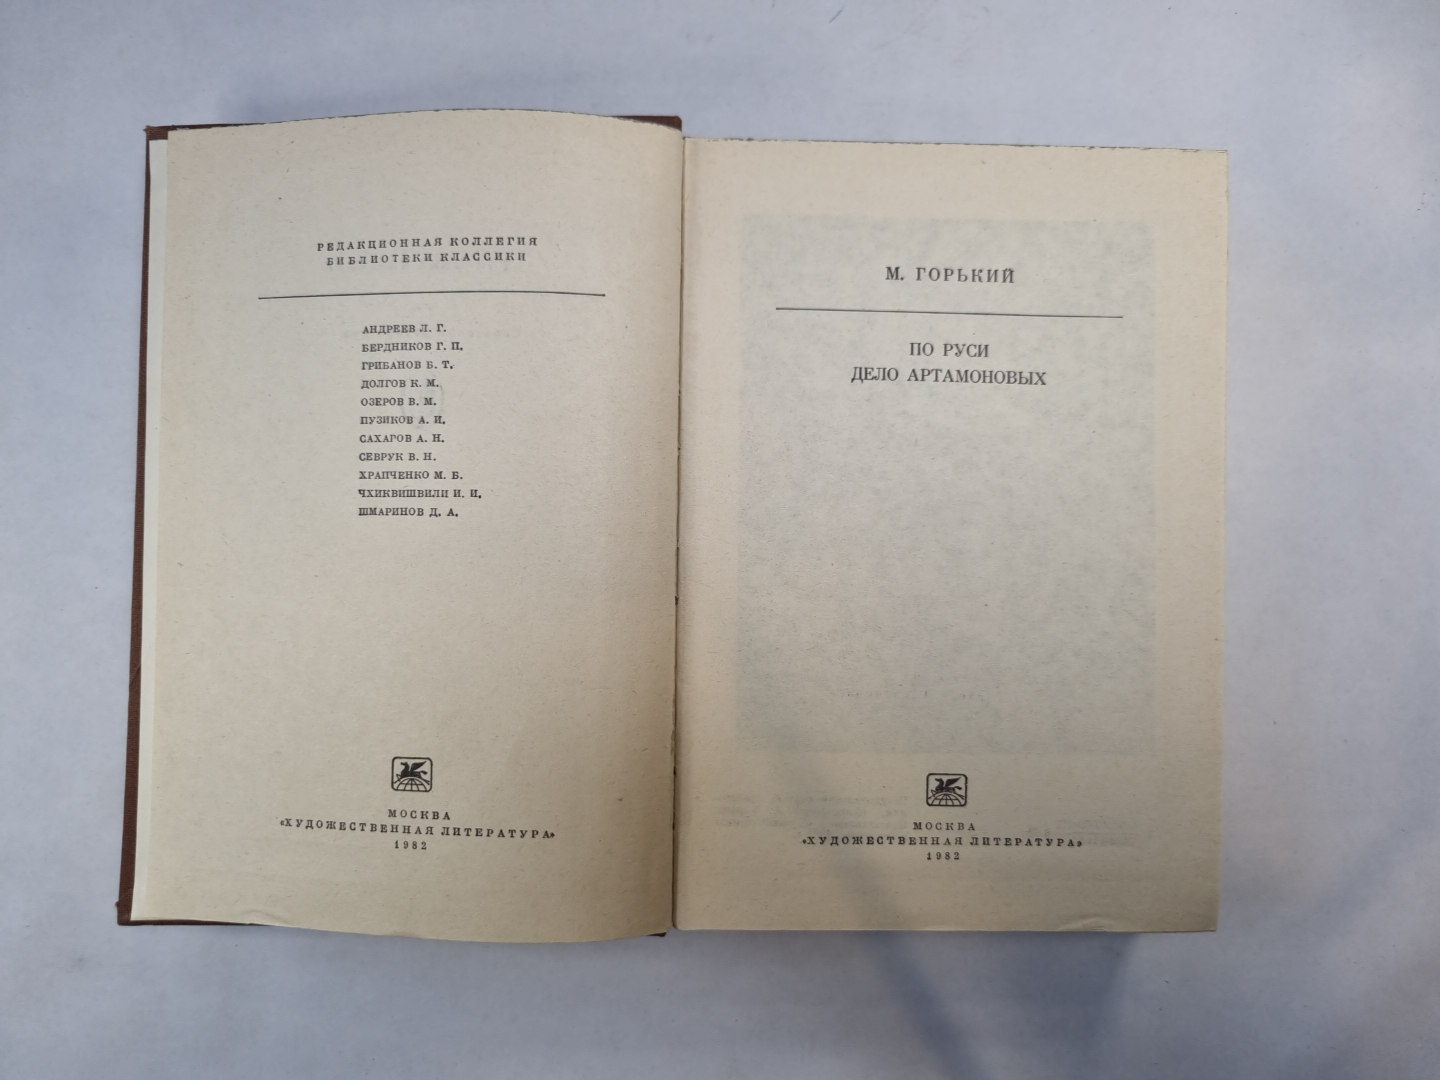 РЕДАКЦИОННАЯ КОЛЛЕГИЯ
БИБЛИОТЕКИ КЛАССИКИ
АНДРЕЕВ Л. Г.
БЕРДНИКОВ Г. П.
ГРИБАНОВ Б. Т.
ДОЛГОВ К. М.
ОЗЕРОВ В. М.
ПУЗИКОВ А. И.
САХАРОВ А. Н.
СЕВРУК В. Н.
ХРАПЧЕНКО М. Б.
ЧХИКВИШВИЛИ И. И.
ШМАРИНОВ Д. А.
МОСКВА
«ХУДОЖЕСТВЕННАЯ ЛИТЕРАТУРА»
1982
М. ГОРЬКИЙ
ПО РУСИ
ДЕЛО АРТАМОНОВЫХ
МОСКВА
«ХУДОЖЕСТВЕННАЯ ЛИТЕРАТУРА»
1982